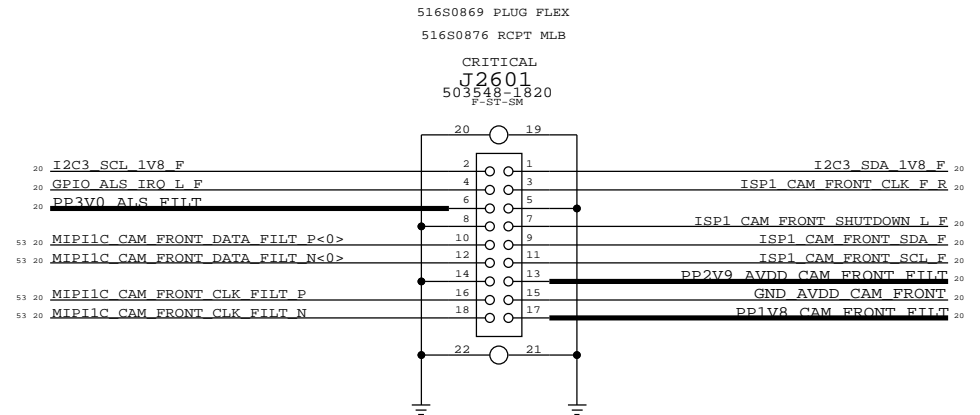 516S0869 PLUG FLEX
516S0876 RCPT MLB
CRITICAL
J2601
503548-1820
F-ST-SM
20 19
20 I2C3_SCL_1V8_F 2 1 I2C3_SDA_1V8_F 20
20 GPIO_ALS_IRQ_L_F 4 3 ISP1_CAM_FRONT_CLK_F_R 20
20 PP3V0_ALS_FILT 6 5
8 7 ISP1_CAM_FRONT_SHUTDOWN_L_F 20
53 20 MIPI1C_CAM_FRONT_DATA_FILT_P<0> 10 9 ISP1_CAM_FRONT_SDA_F 20
53 20 MIPI1C_CAM_FRONT_DATA_FILT_N<0> 12 11 ISP1_CAM_FRONT_SCL_F 20
14 13 PP2V9_AVDD_CAM_FRONT_FILT 20
53 20 MIPI1C_CAM_FRONT_CLK_FILT_P 16 15 GND_AVDD_CAM_FRONT 20
53 20 MIPI1C_CAM_FRONT_CLK_FILT_N 18 17 PP1V8_CAM_FRONT_FILT 20
22 21